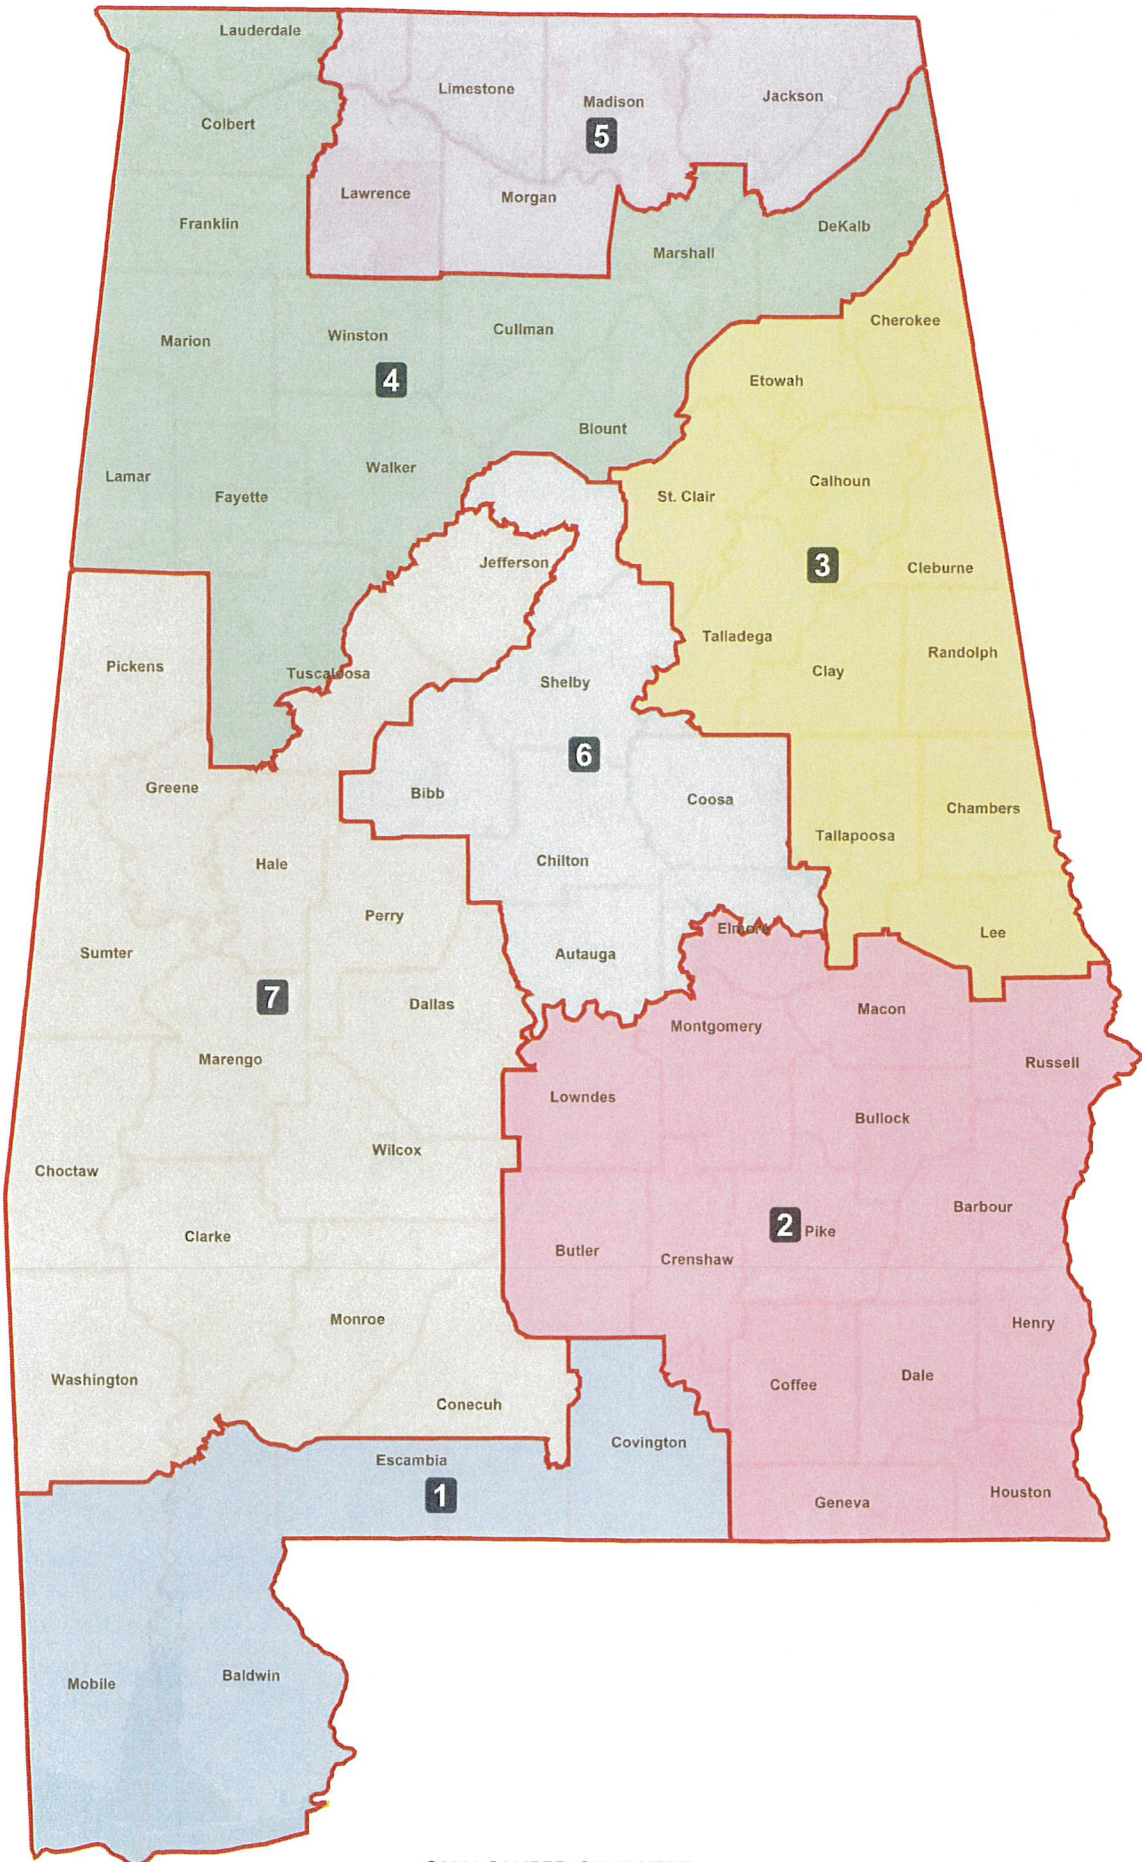 Lauderdale
Limestone
Madison
Jackson
Colbert
5
Lawrence
Morgan
Franklin
DeKalb
Marshall
Cherokee
Marion
Winston
Cullman
4
Etowah
Blount
Lamar
Walker
Fayette
St. Clair
Calhoun
Jefferson
3
Cleburne
Talladega
Randolph
Pickens
Tuscaloosa
Clay
Shelby
6
Greene
Bibb
Coosa
Chambers
Tallapoosa
Chilton
Hale
Perry
Elmore
Lee
Sumter
Autauga
7
Dallas
Macon
Montgomery
Marengo
Russell
Lowndes
Bullock
Wilcox
Choctaw
Barbour
2
Pike
Clarke
Butler
Crenshaw
Monroe
Henry
Washington
Coffee
Dale
Conecuh
Covington
Escambia
1
Geneva
Houston
Mobile
Baldwin